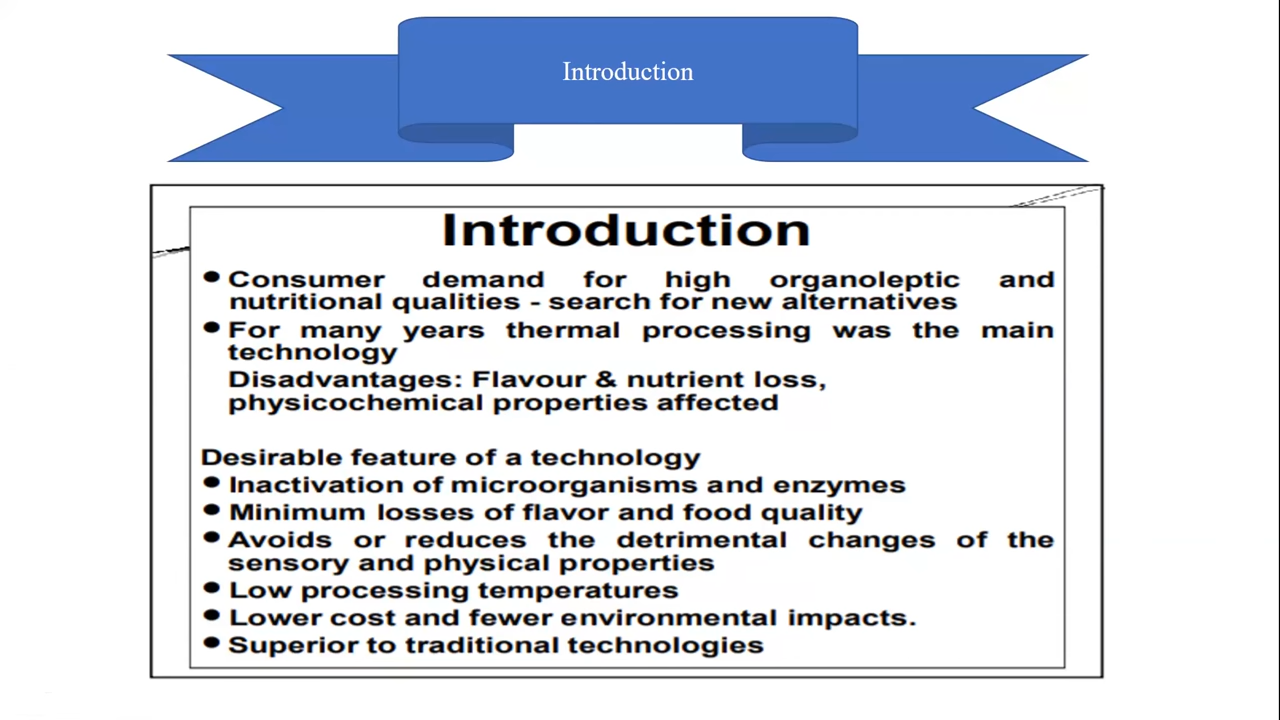 Introduction
Introduction
● Consumer demand for high organoleptic and
nutritional qualities - search for new alternatives
● For many years thermal processing was the main
technology
Disadvantages: Flavour & nutrient loss,
physicochemical properties affected
Desirable feature of a technology
● Inactivation of microorganisms and enzymes
● Minimum losses of flavor and food quality
● Avoids or reduces the detrimental changes of the
sensory and physical properties
● Low processing temperatures
● Lower cost and fewer environmental impacts.
● Superior to traditional technologies